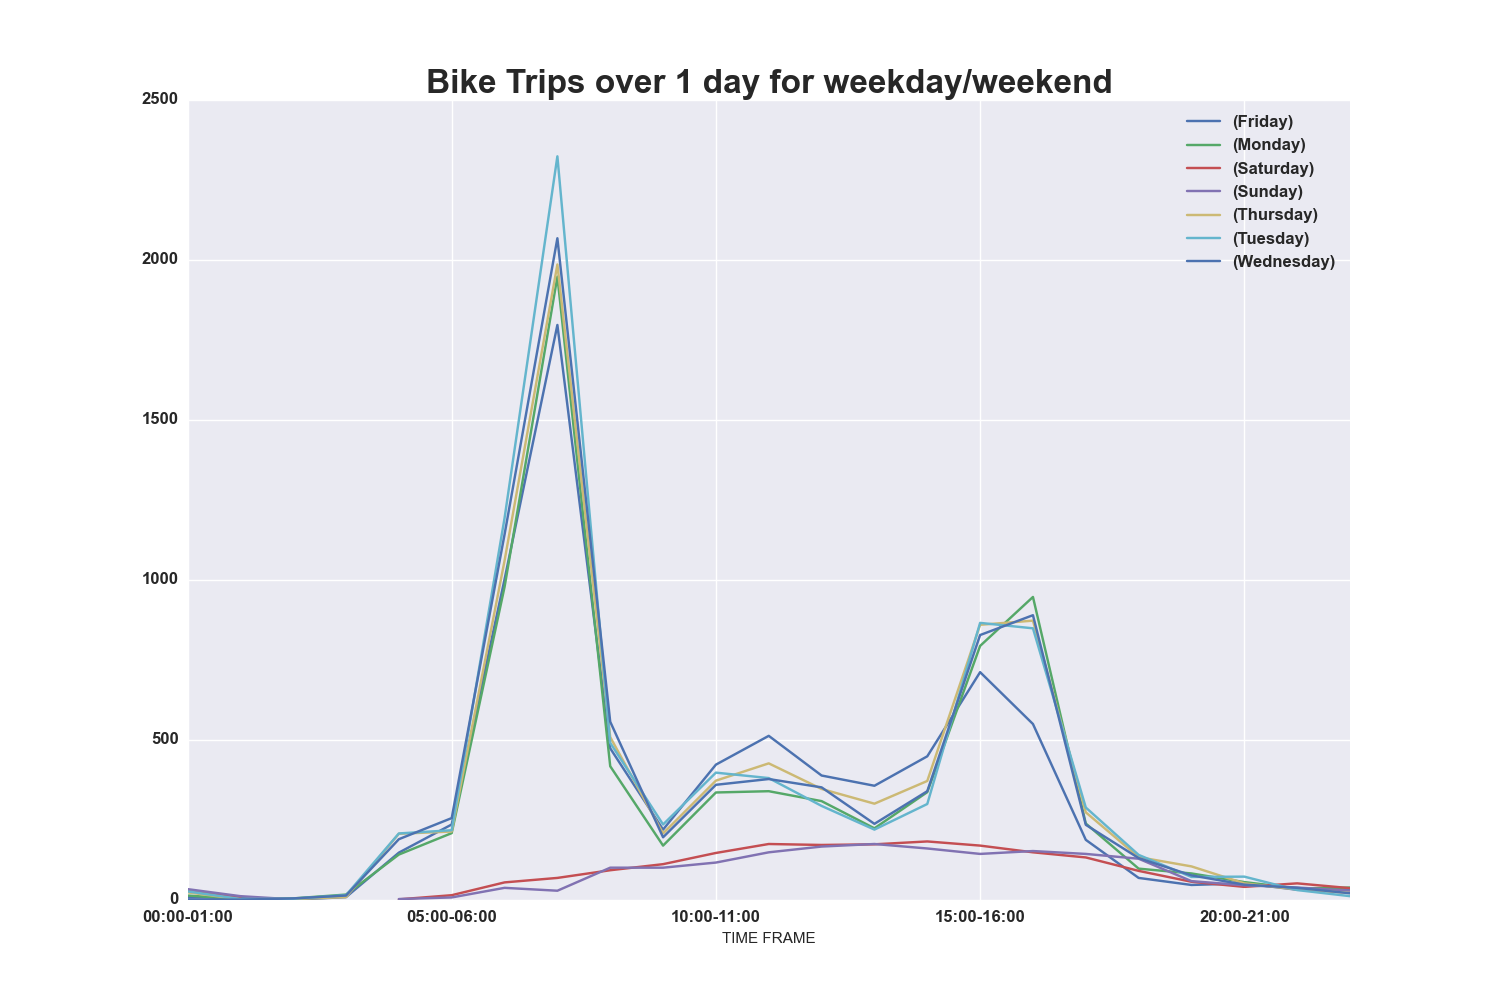 Bike Trips over 1 day for weekday/weekend
2500
2000
1500
1000
500
0
(Friday)
(Monday)
(Saturday)
(Sunday)
(Thursday)
(Tuesday)
(Wednesday)
00:00-01:00 05:00-06:00 10:00-11:00 15:00-16:00 20:00-21:00
TIME FRAME